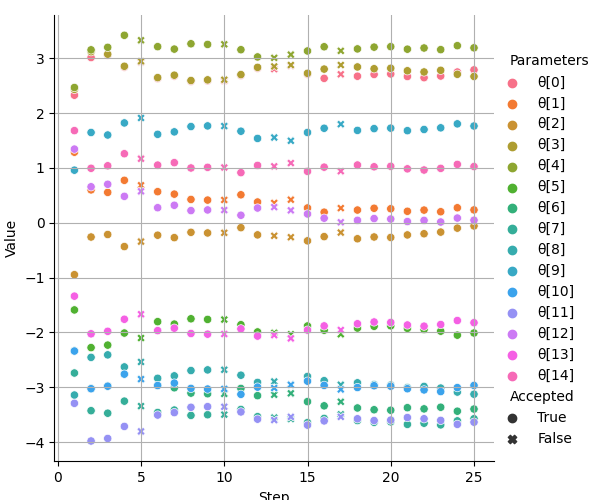 Parameters
θ[0]
θ[1]
θ[2]
θ[3]
θ[4]
θ[5]
θ[6]
θ[7]
θ[8]
θ[9]
θ[10]
θ[11]
θ[12]
θ[13]
θ[14]
Accepted
True
False
Value
3
2
1
0
−1
−2
−3
−4
0
5
10
15
20
25
Step